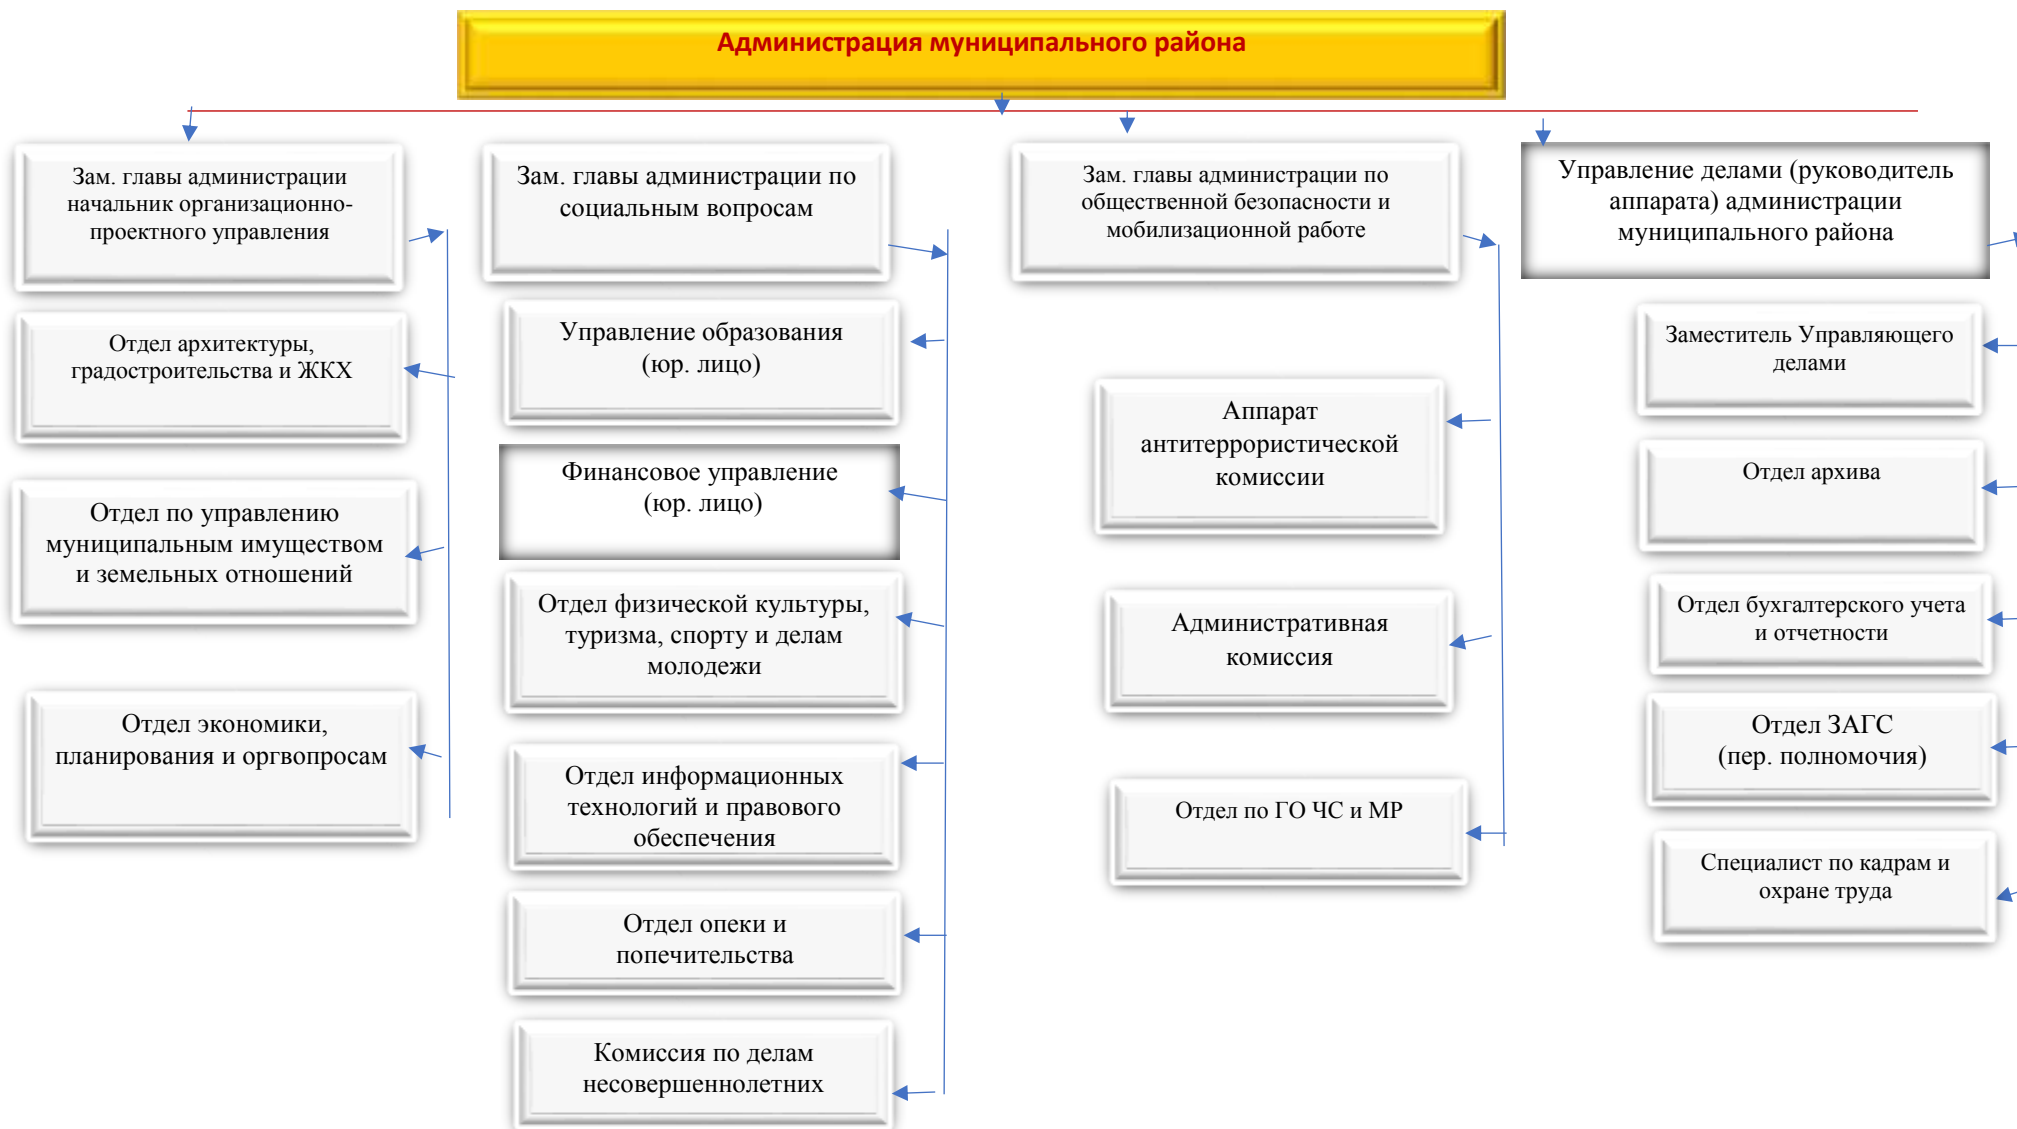 Администрация муниципального района
Зам. главы администрации
начальник организационно-
проектного управления
Отдел архитектуры,
градостроительства и ЖКХ
Отдел по управлению
муниципальным имуществом
и земельных отношений
Отдел экономики,
планирования и оргвопросам
Зам. главы администрации по
социальным вопросам
Управление образования
(юр. лицо)
Финансовое управление
(юр. лицо)
Отдел физической культуры,
туризма, спорту и делам
молодежи
Отдел информационных
технологий и правового
обеспечения
Отдел опеки и
попечительства
Комиссия по делам
несовершеннолетних
Зам. главы администрации по
общественной безопасности и
мобилизационной работе
Аппарат
антитеррористической
комиссии
Административная
комиссия
Отдел по ГО ЧС и МР
Управление делами (руководитель
аппарата) администрации
муниципального района
Заместитель Управляющего
делами
Отдел архива
Отдел бухгалтерского учета
и отчетности
Отдел ЗАГС
(пер. полномочия)
Специалист по кадрам и
охране труда